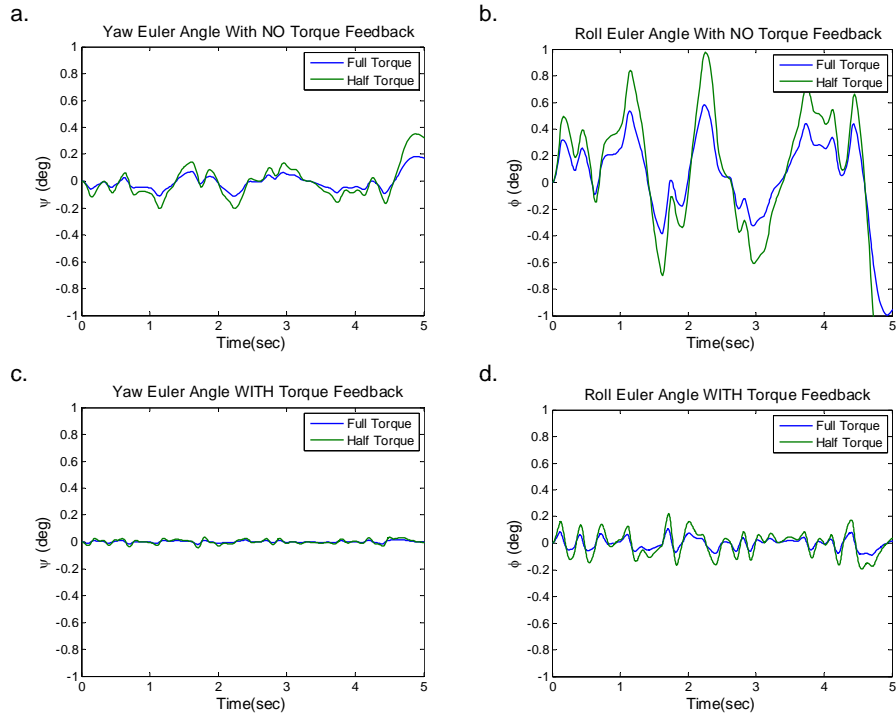 a.
Yaw Euler Angle With NO Torque Feedback
1
0.8
0.6
0.4
0.2
0
-0.2
-0.4
-0.6
-0.8
-1
ψ (deg)
Full Torque
Half Torque
0 1 2 3 4 5
Time(sec)
b.
Roll Euler Angle With NO Torque Feedback
1
0.8
0.6
0.4
0.2
0
-0.2
-0.4
-0.6
-0.8
-1
ϕ (deg)
Full Torque
Half Torque
0 1 2 3 4 5
Time(sec)
c.
Yaw Euler Angle WITH Torque Feedback
1
0.8
0.6
0.4
0.2
0
-0.2
-0.4
-0.6
-0.8
-1
ψ (deg)
Full Torque
Half Torque
0 1 2 3 4 5
Time(sec)
d.
Roll Euler Angle WITH Torque Feedback
1
0.8
0.6
0.4
0.2
0
-0.2
-0.4
-0.6
-0.8
-1
ϕ (deg)
Full Torque
Half Torque
0 1 2 3 4 5
Time(sec)